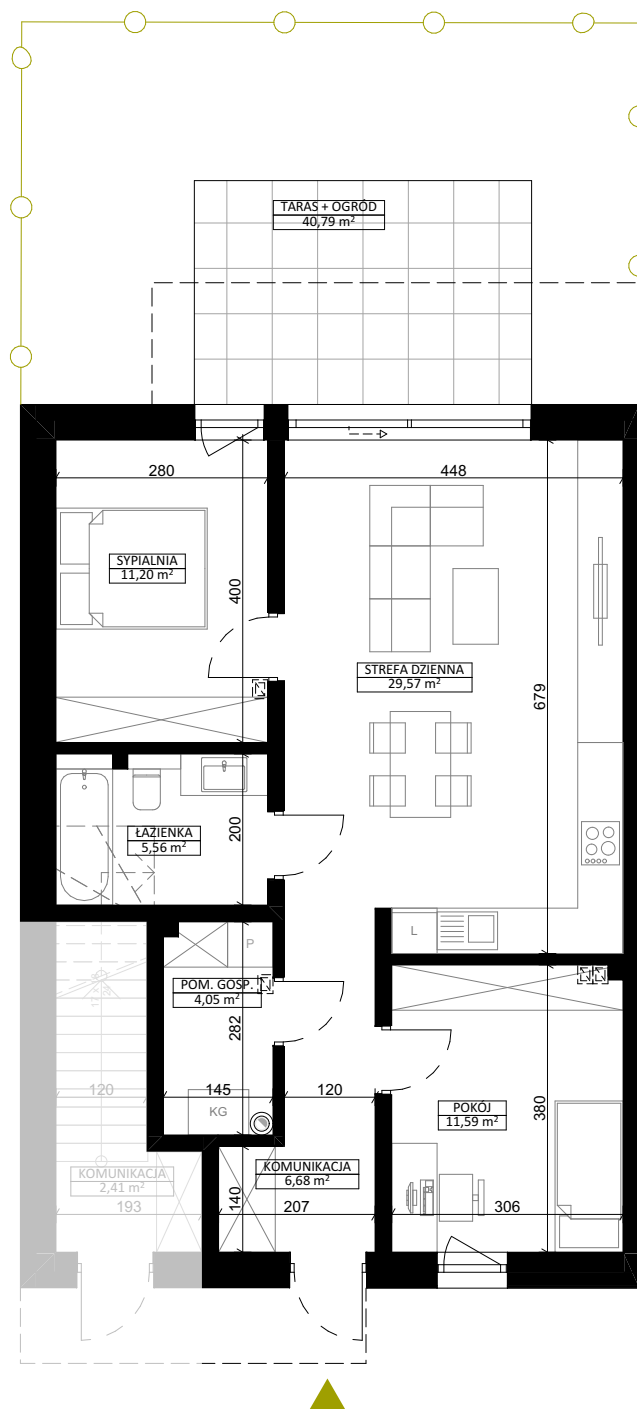 TARAS + OGRÓD
40,79 m²
280
448
SYPIALNIA
11,20 m²
400
STREFA DZIENNA
29,57 m²
679
ŁAZIENKA
5,56 m²
200
L
P
POM. GOSP.
4,05 m²
282
120
145
120
KG
POKÓJ
11,59 m²
380
KOMUNIKACJA
2,41 m²
KOMUNIKACJA
6,68 m²
140
193
207
306